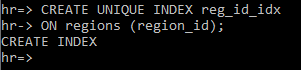 hr=> CREATE UNIQUE INDEX reg_id_idx
hr-> ON regions (region_id);
CREATE INDEX
hr=>